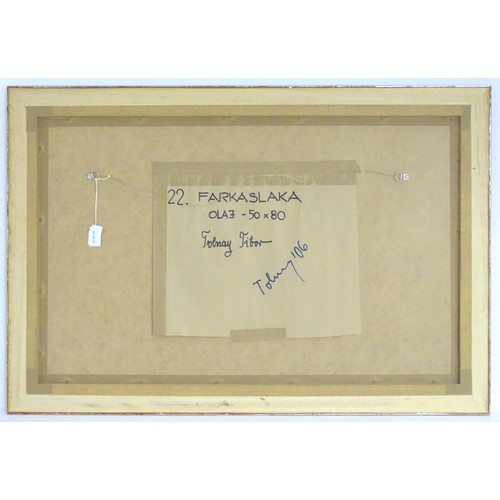 22. FARKASLAKA
OLAJ - 50 x 80
Tolnay Tibor
Tolnay '06